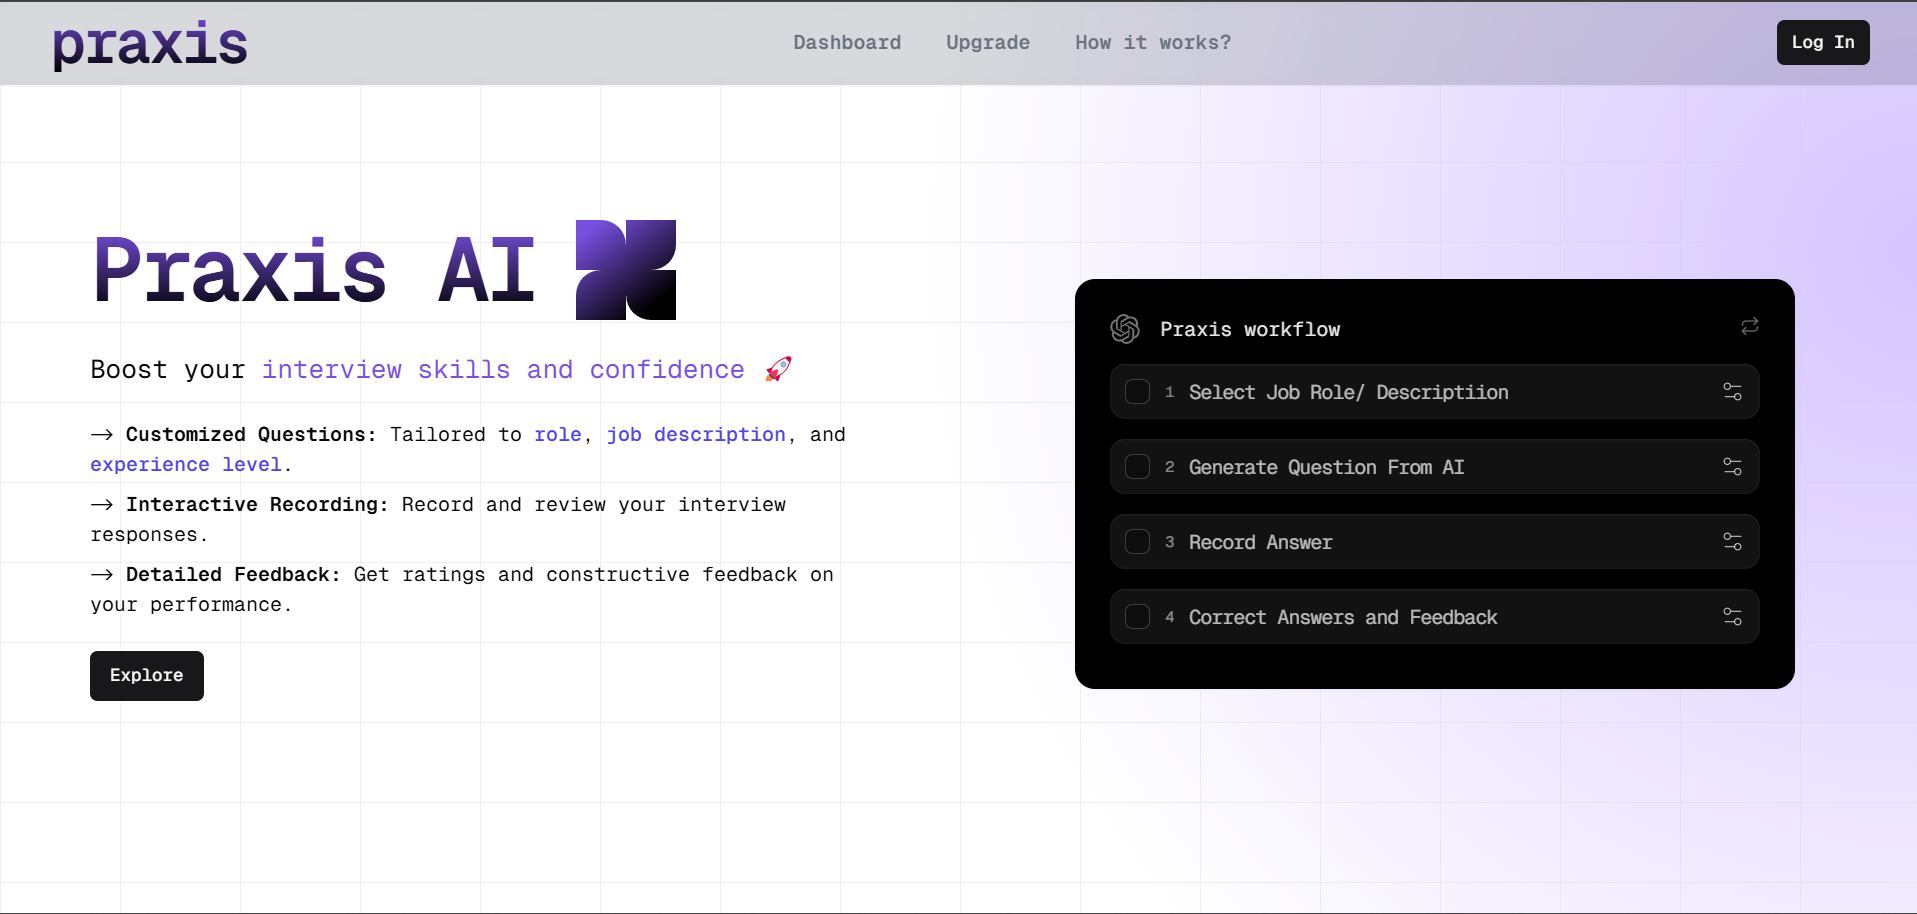 praxis
Dashboard Upgrade How it works?
Log In
Praxis AI
Boost your interview skills and confidence 🚀
→ Customized Questions: Tailored to role, job description, and
experience level.
→ Interactive Recording: Record and review your interview
responses.
→ Detailed Feedback: Get ratings and constructive feedback on
your performance.
Explore
Praxis workflow
1 Select Job Role/ Descriptiion
2 Generate Question From AI
3 Record Answer
4 Correct Answers and Feedback